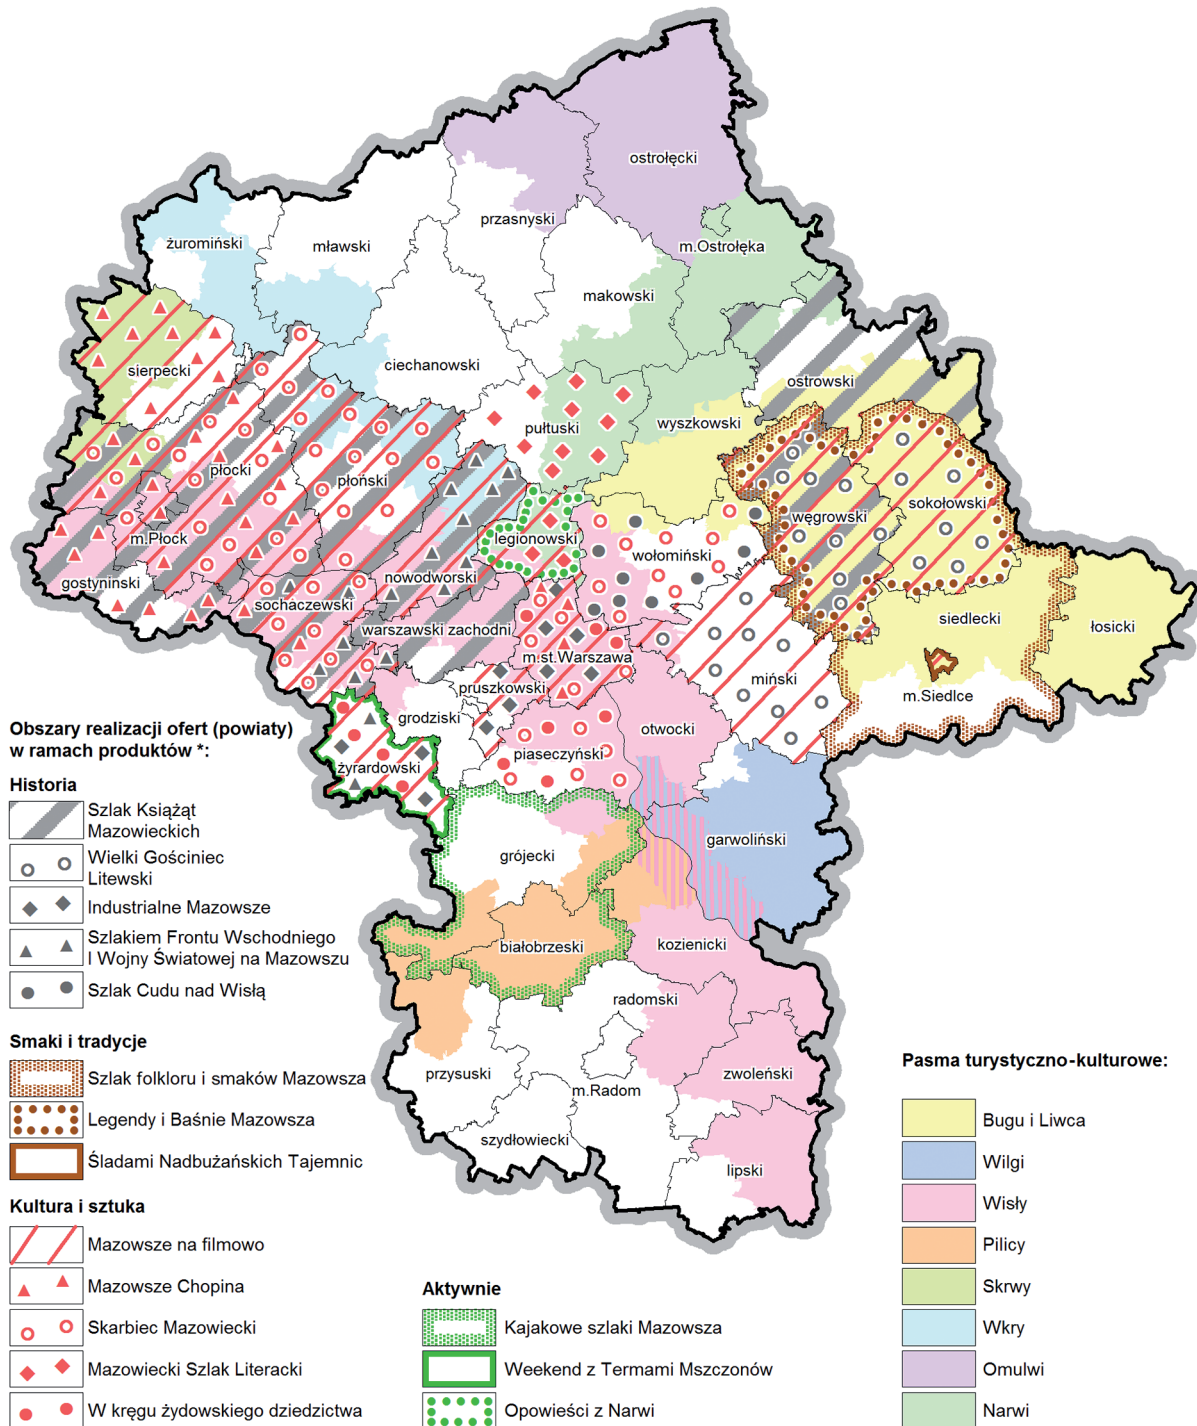 ostrołęcki
przasnyski
m.Ostrołęka
żuromiński
mławski
makowski
ciechanowski
sierpecki
ostrowski
pułtuski
wyszkowski
płocki
płoński
sokołowski
węgrowski
m.Płock
legionowski
wołomiński
gostyninski
nowodworski
sochaczewski
siedlecki
łosicki
warszawski zachodni
m.st.Warszawa
miński
pruszkowski
m.Siedlce
grodziski
otwocki
piaseczyński
żyrardowski
garwoliński
grójecki
białobrzeski
kozienicki
radomski
przysuski
zwoleński
m.Radom
szydłowiecki
lipski
Obszary realizacji ofert (powiaty)
w ramach produktów *:
Historia
Szlak Książąt
Mazowieckich
Wielki Gościniec
Litewski
Industrialne Mazowsze
Szlakiem Frontu Wschodniego
I Wojny Światowej na Mazowszu
Szlak Cudu nad Wisłą
Smaki i tradycje
Szlak folkloru i smaków Mazowsza
Legendy i Baśnie Mazowsza
Śladami Nadbużańskich Tajemnic
Kultura i sztuka
Mazowsze na filmowo
Mazowsze Chopina
Skarbiec Mazowiecki
Mazowiecki Szlak Literacki
W kręgu żydowskiego dziedzictwa
Aktywnie
Kajakowe szlaki Mazowsza
Weekend z Termami Mszczonów
Opowieści z Narwi
Pasma turystyczno-kulturowe:
Bugu i Liwca
Wilgi
Wisły
Pilicy
Skrwy
Wkry
Omulwi
Narwi